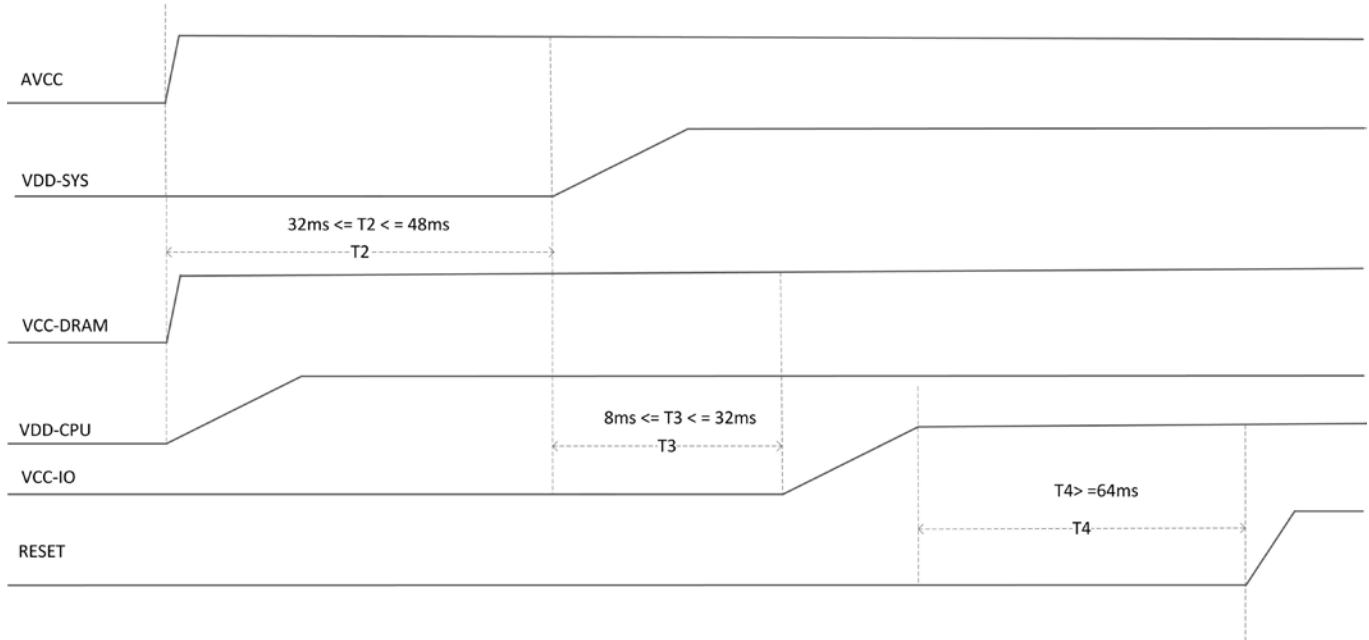 AVCC
VDD-SYS
32ms <= T2 < = 48ms
T2
VCC-DRAM
8ms <= T3 < = 32ms
VDD-CPU
T3
VCC-IO
T4> =64ms
T4
RESET